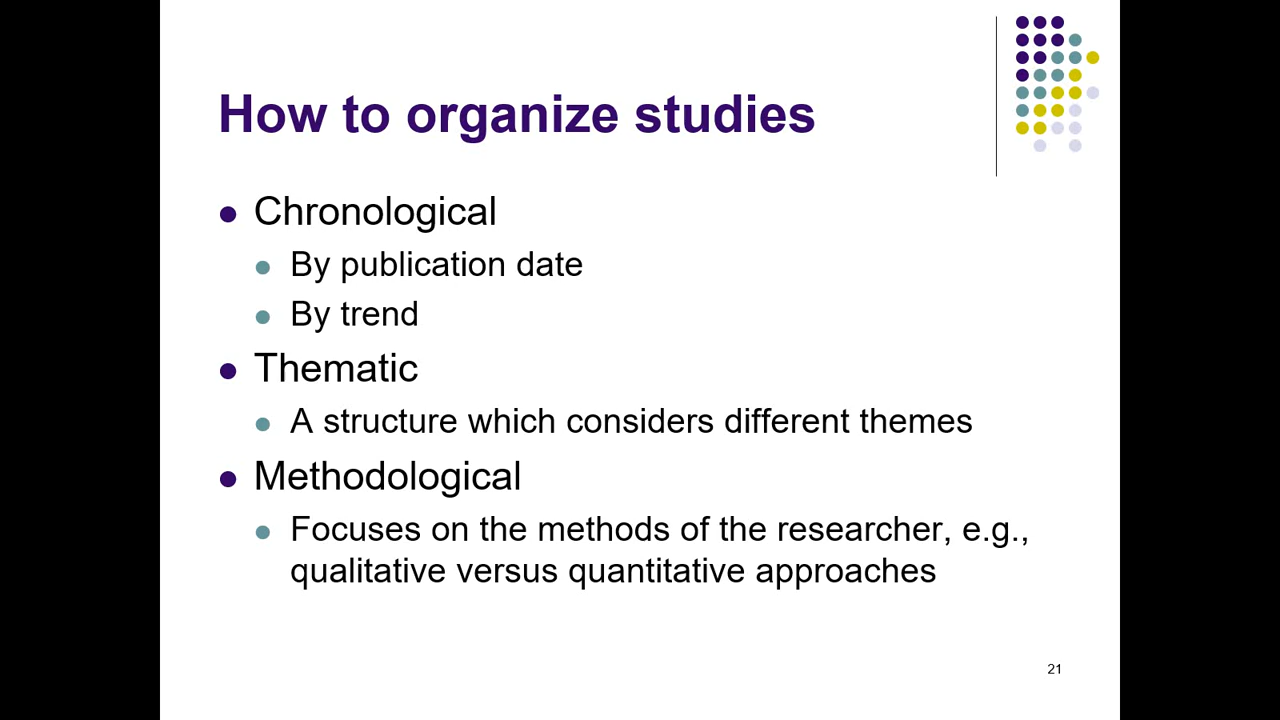 How to organize studies
Chronological
By publication date
By trend
Thematic
A structure which considers different themes
Methodological
Focuses on the methods of the researcher, e.g.,
qualitative versus quantitative approaches
21